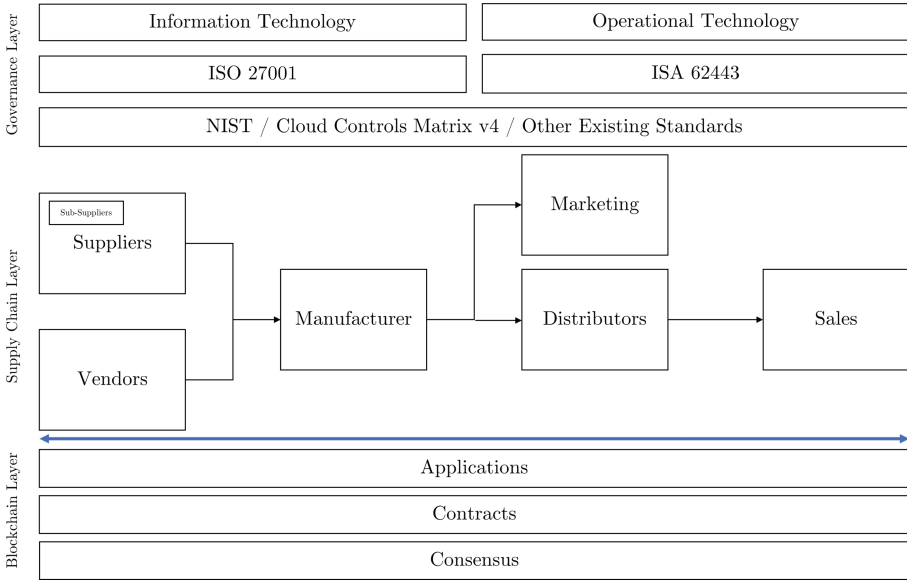 Governance Layer
Information Technology
Operational Technology
ISO 27001
ISA 62443
NIST / Cloud Controls Matrix v4 / Other Existing Standards
Supply Chain Layer
Sub-Suppliers
Suppliers
Vendors
Manufacturer
Marketing
Distributors
Sales
Blockchain Layer
Applications
Contracts
Consensus